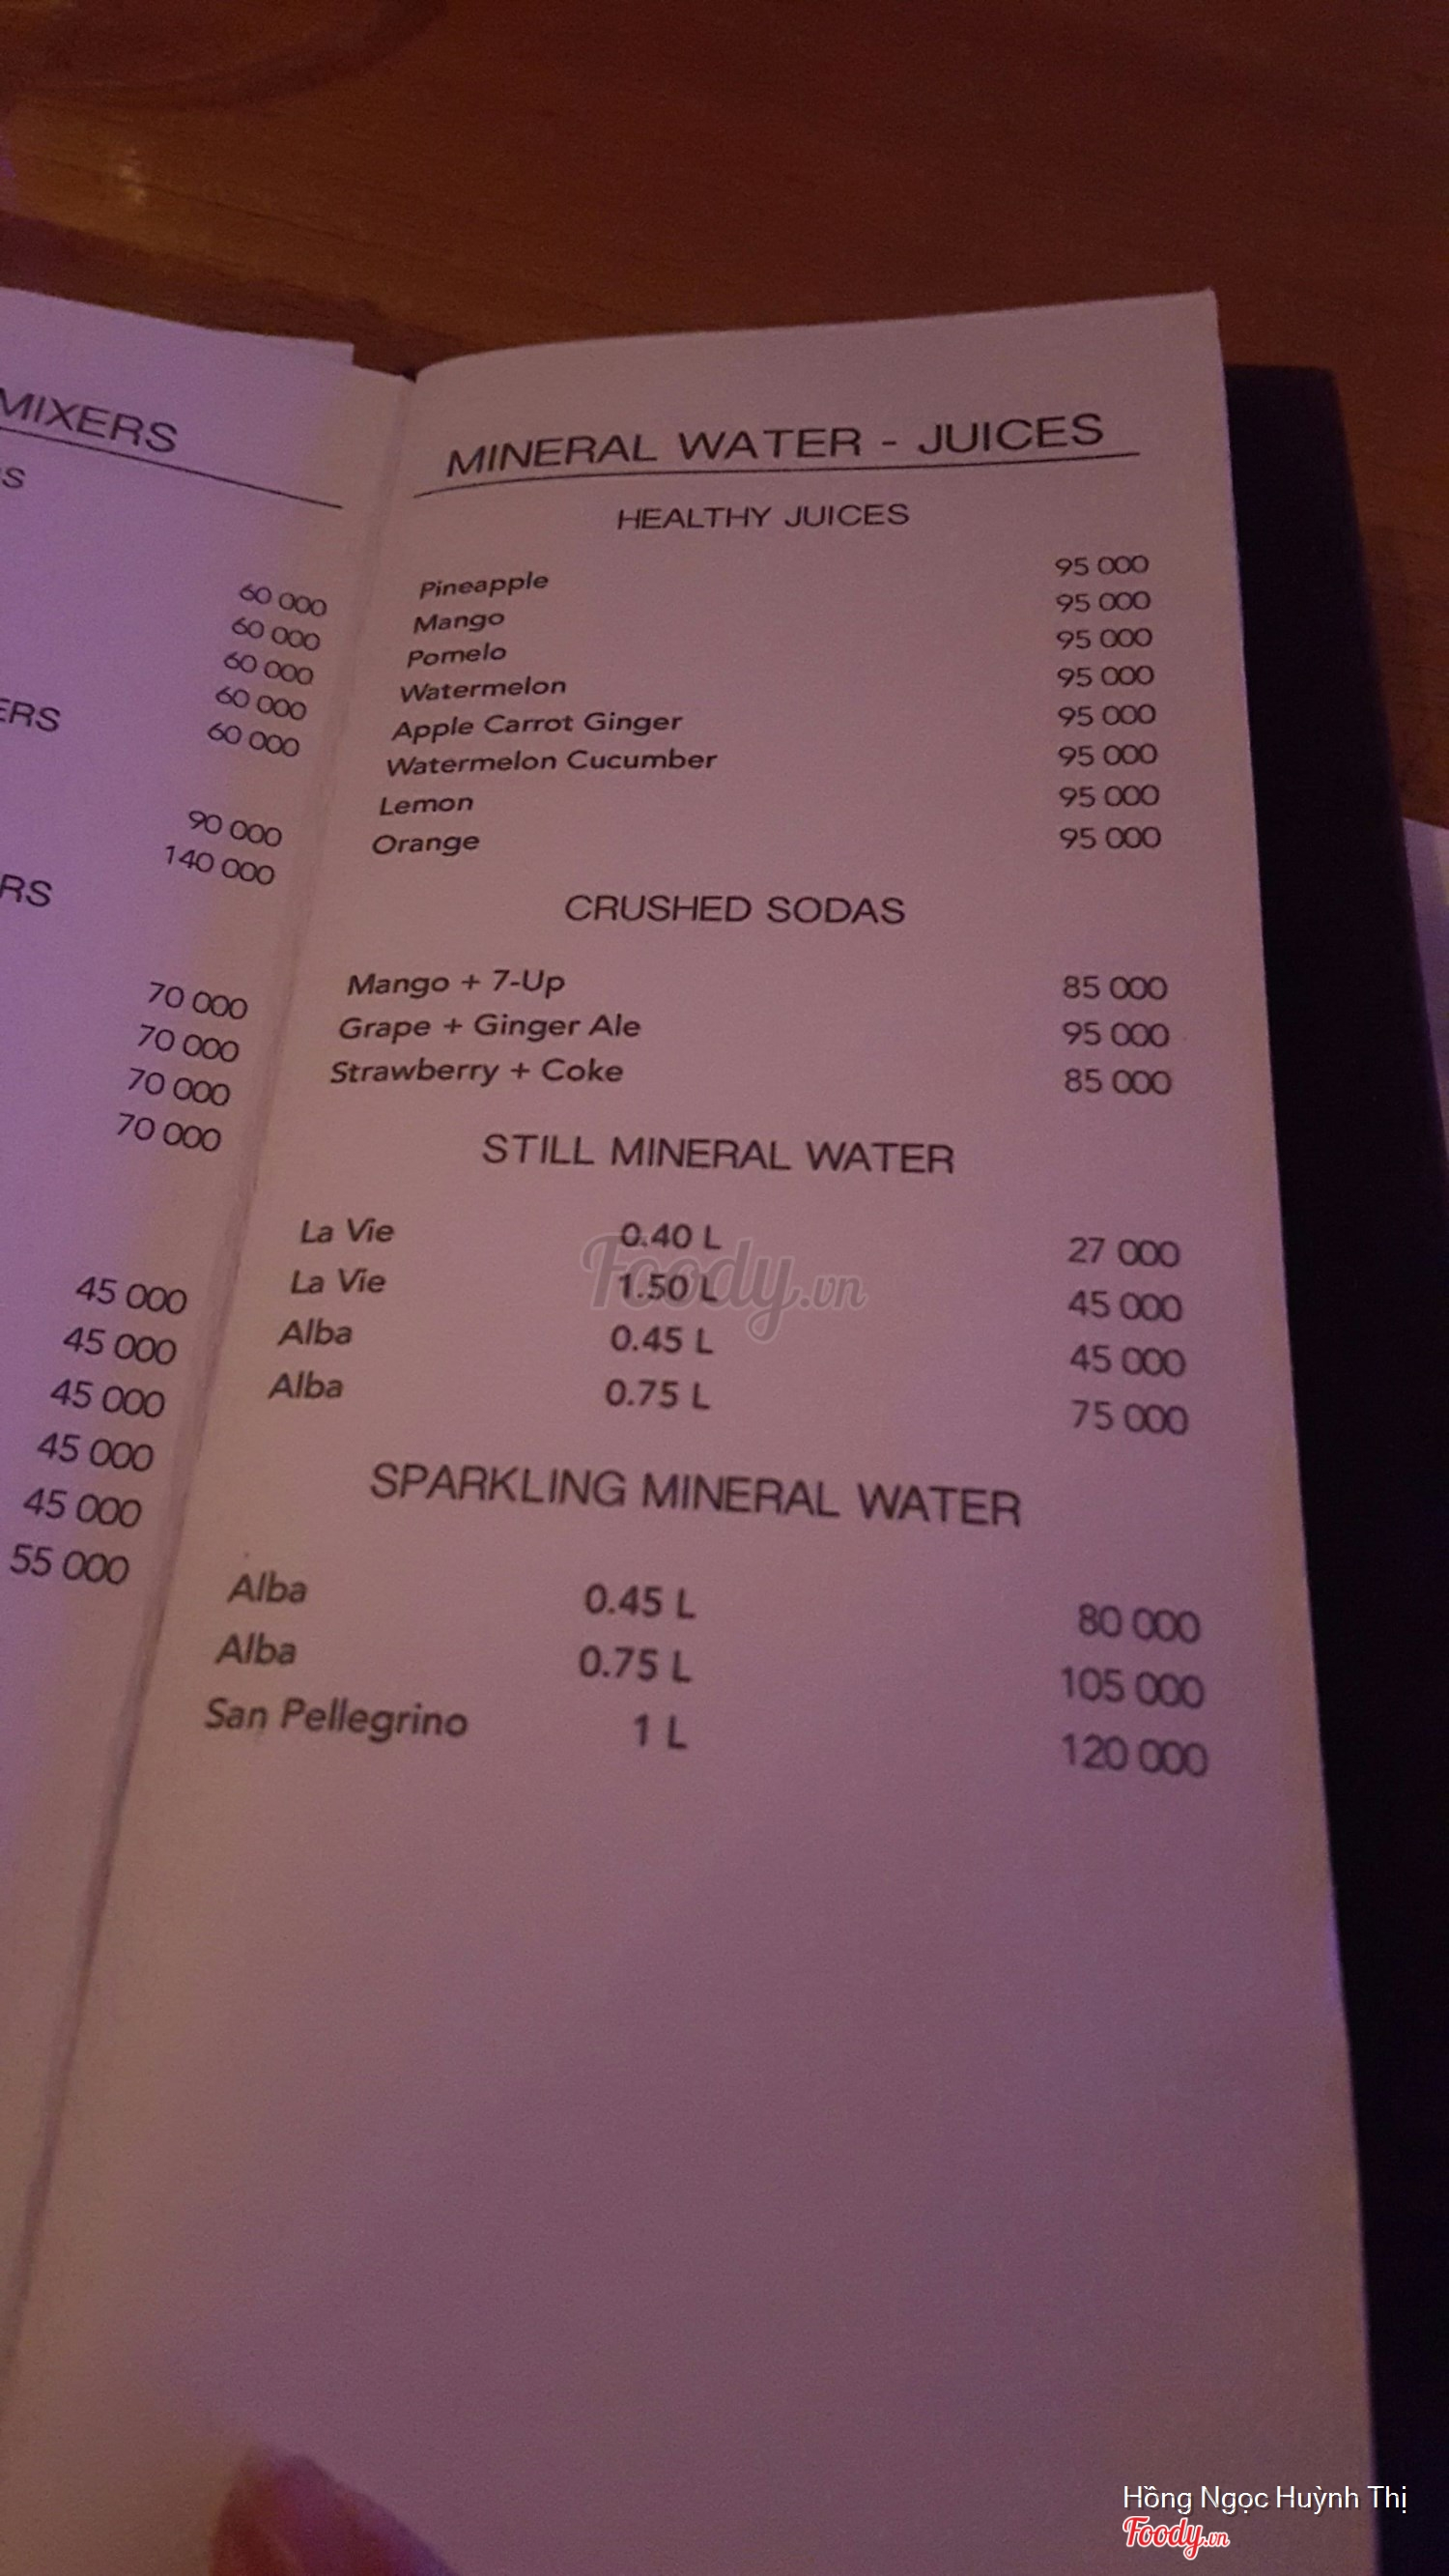 MIXERS
60 000
60 000
60 000
60 000
60 000
90 000
140 000
70 000
70 000
70 000
70 000
45 000
45 000
45 000
45 000
45 000
55 000
MINERAL WATER - JUICES
HEALTHY JUICES
Pineapple 95 000
Mango 95 000
Pomelo 95 000
Watermelon 95 000
Apple Carrot Ginger 95 000
Watermelon Cucumber 95 000
Lemon 95 000
Orange 95 000
CRUSHED SODAS
Mango + 7-Up 85 000
Grape + Ginger Ale 95 000
Strawberry + Coke 85 000
STILL MINERAL WATER
La Vie 0.40 L 27 000
La Vie 1.50 L 45 000
Alba 0.45 L 45 000
Alba 0.75 L 75 000
SPARKLING MINERAL WATER
Alba 0.45 L 80 000
Alba 0.75 L 105 000
San Pellegrino 1 L 120 000
Foody.vn
Hồng Ngọc Huỳnh Thị
Foody.vn